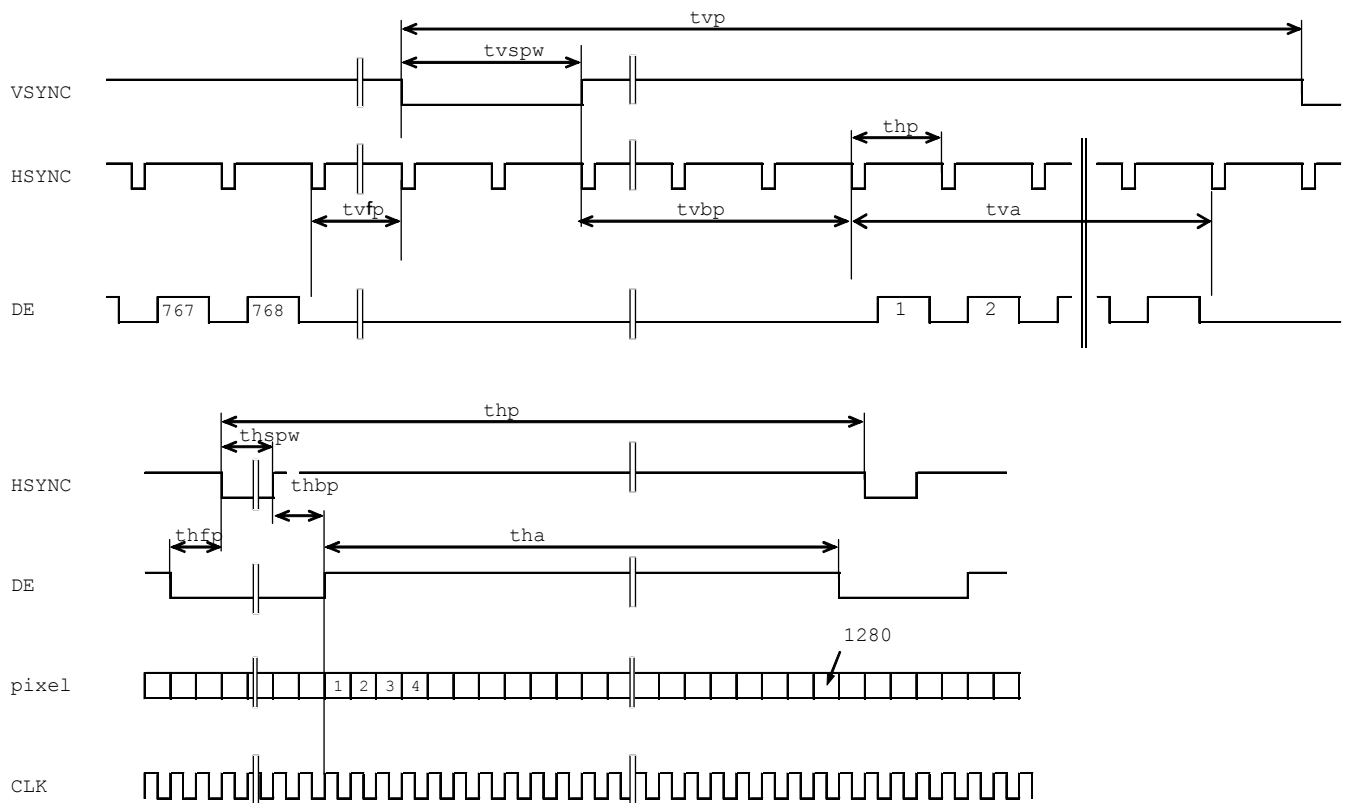 tvp
tvspw
VSYNC
thp
HSYNC
tvfp
tvbp
tva
DE
767
768
1
2
thp
thspw
HSYNC
thbp
thfp
tha
DE
1280
pixel
1 2 3 4
CLK